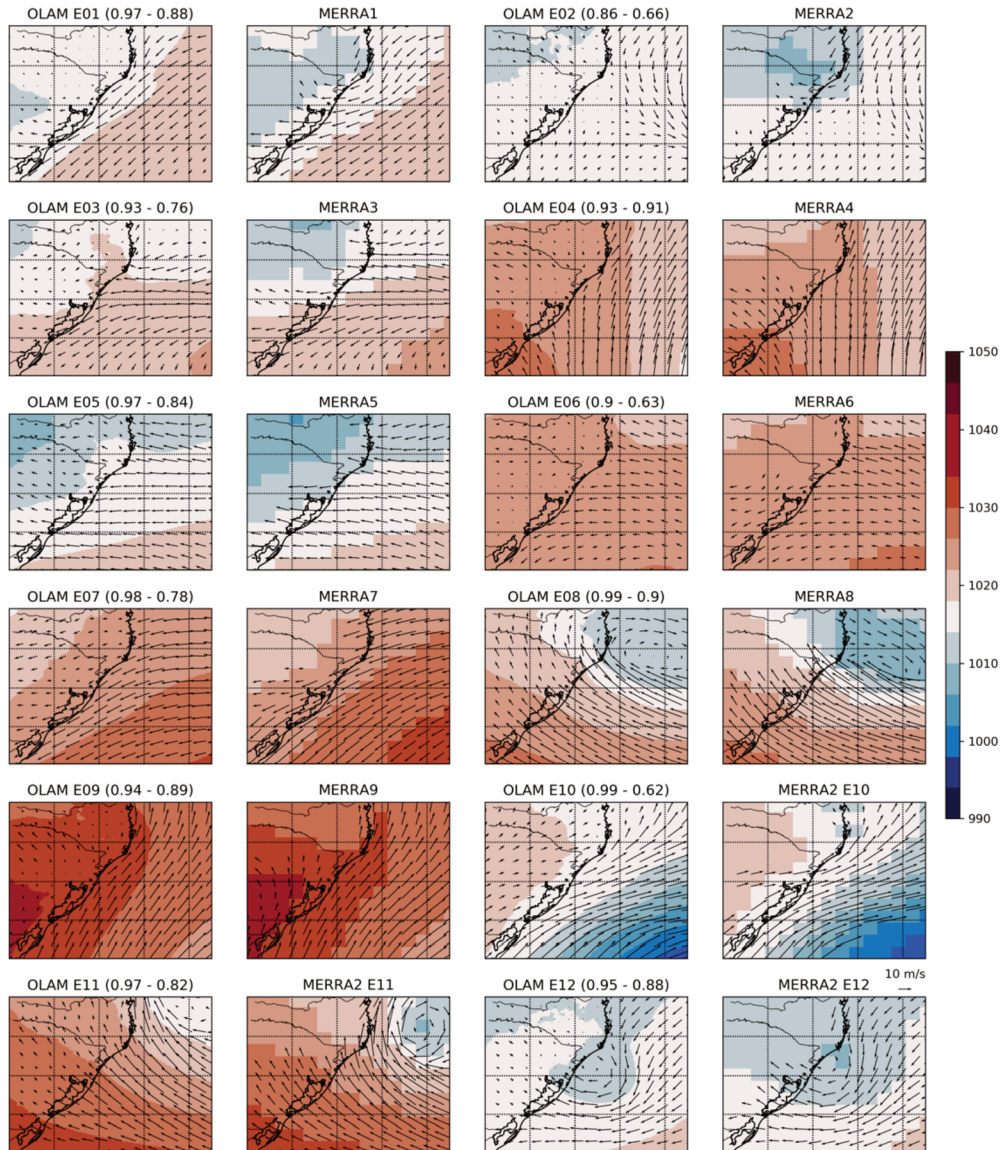 OLAM E01 (0.97 - 0.88) MERRA1 OLAM E02 (0.86 - 0.66) MERRA2
OLAM E03 (0.93 - 0.76) MERRA3 OLAM E04 (0.93 - 0.91) MERRA4
1050
OLAM E05 (0.97 - 0.84) MERRA5 OLAM E06 (0.9 - 0.63) MERRA6
1040
1030
1020
OLAM E07 (0.98 - 0.78) MERRA7 OLAM E08 (0.99 - 0.9) MERRA8
1010
1000
OLAM E09 (0.94 - 0.89) MERRA9 OLAM E10 (0.99 - 0.62) MERRA2 E10
990
10 m/s
OLAM E11 (0.97 - 0.82) MERRA2 E11 OLAM E12 (0.95 - 0.88) MERRA2 E12